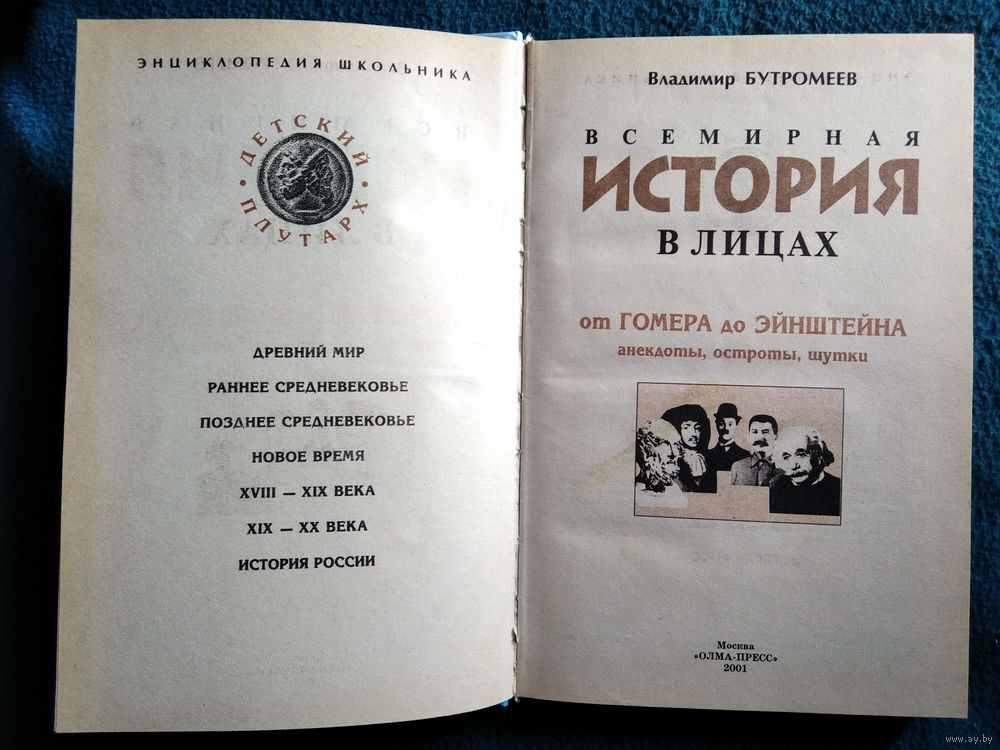 ЭНЦИКЛОПЕДИЯ ШКОЛЬНИКА
ДЕТСКИЙ
ПЛУТАРХ
ДРЕВНИЙ МИР
РАННЕЕ СРЕДНЕВЕКОВЬЕ
ПОЗДНЕЕ СРЕДНЕВЕКОВЬЕ
НОВОЕ ВРЕМЯ
XVIII — XIX ВЕКА
XIX — XX ВЕКА
ИСТОРИЯ РОССИИ
Владимир БУТРОМЕЕВ
ВСЕМИРНАЯ
ИСТОРИЯ
В ЛИЦАХ
от ГОМЕРА до ЭЙНШТЕЙНА
анекдоты, остроты, шутки
Москва
«ОЛМА-ПРЕСС»
2001
www.ay.by